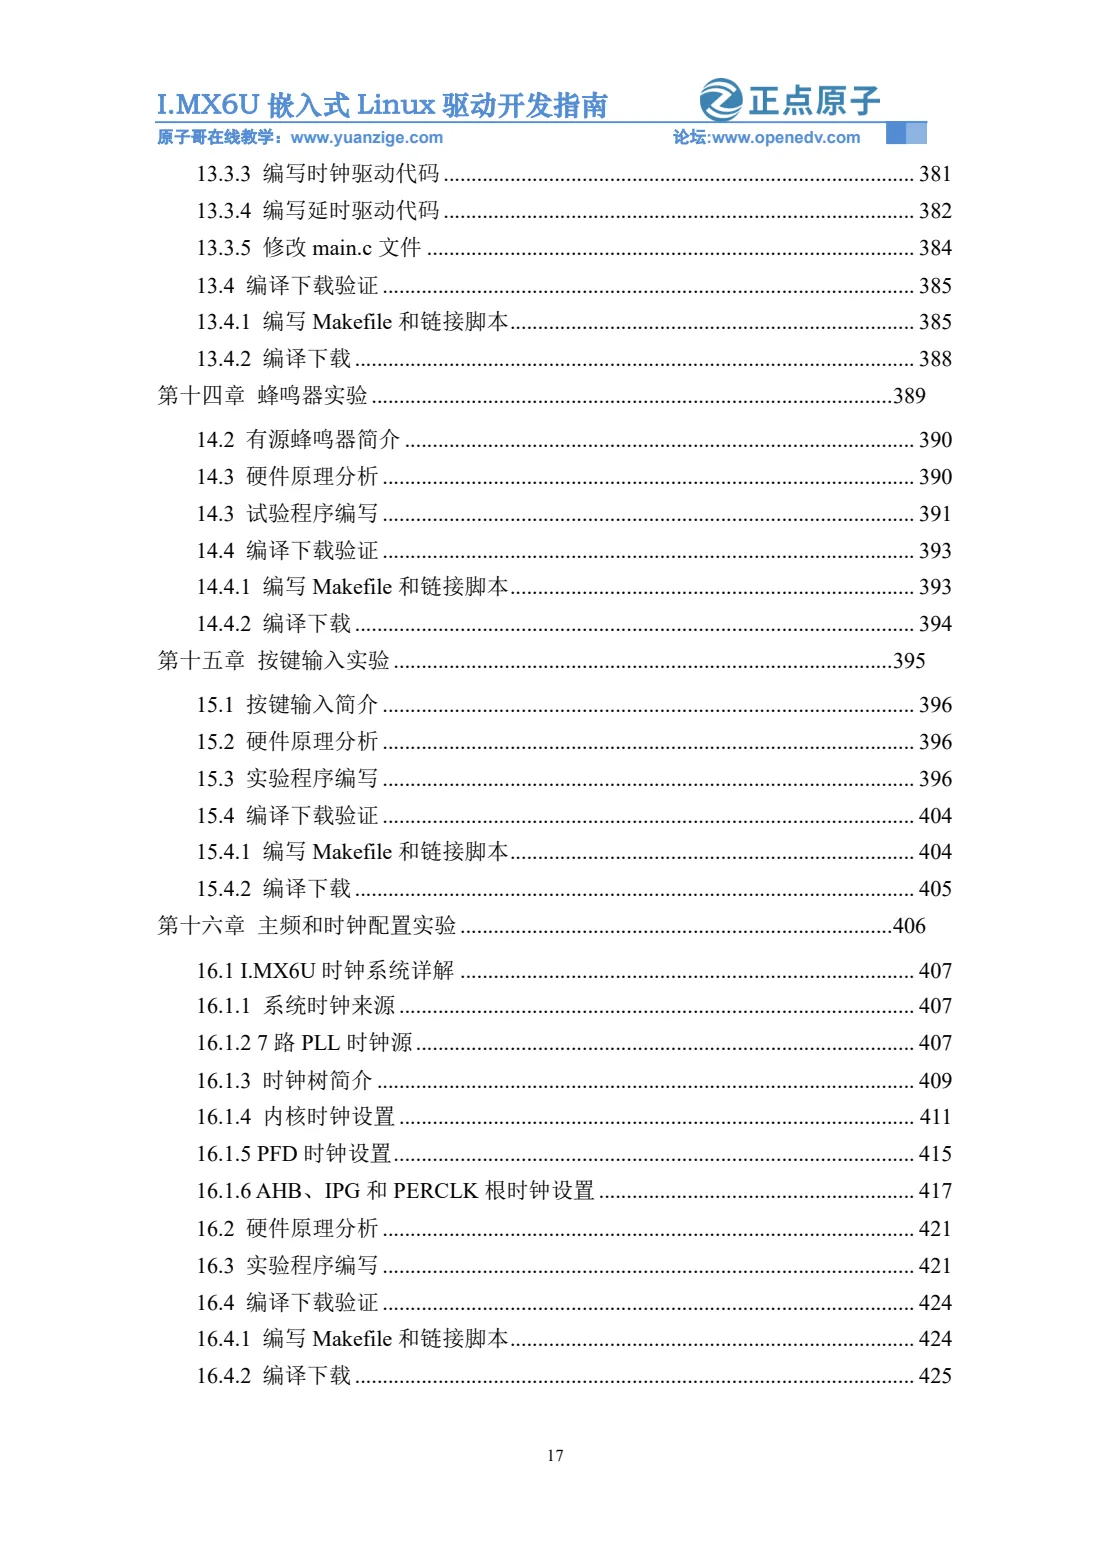 I.MX6U 嵌入式 Linux 驱动开发指南
正点原子
原子哥在线教学：www.yuanzige.com 论坛:www.openedv.com
13.3.3 编写时钟驱动代码 381
13.3.4 编写延时驱动代码 382
13.3.5 修改 main.c 文件 384
13.4 编译下载验证 385
13.4.1 编写 Makefile 和链接脚本 385
13.4.2 编译下载 388
第十四章 蜂鸣器实验 389
14.2 有源蜂鸣器简介 390
14.3 硬件原理分析 390
14.3 试验程序编写 391
14.4 编译下载验证 393
14.4.1 编写 Makefile 和链接脚本 393
14.4.2 编译下载 394
第十五章 按键输入实验 395
15.1 按键输入简介 396
15.2 硬件原理分析 396
15.3 实验程序编写 396
15.4 编译下载验证 404
15.4.1 编写 Makefile 和链接脚本 404
15.4.2 编译下载 405
第十六章 主频和时钟配置实验 406
16.1 I.MX6U 时钟系统详解 407
16.1.1 系统时钟来源 407
16.1.2 7 路 PLL 时钟源 407
16.1.3 时钟树简介 409
16.1.4 内核时钟设置 411
16.1.5 PFD 时钟设置 415
16.1.6 AHB、IPG 和 PERCLK 根时钟设置 417
16.2 硬件原理分析 421
16.3 实验程序编写 421
16.4 编译下载验证 424
16.4.1 编写 Makefile 和链接脚本 424
16.4.2 编译下载 425
17